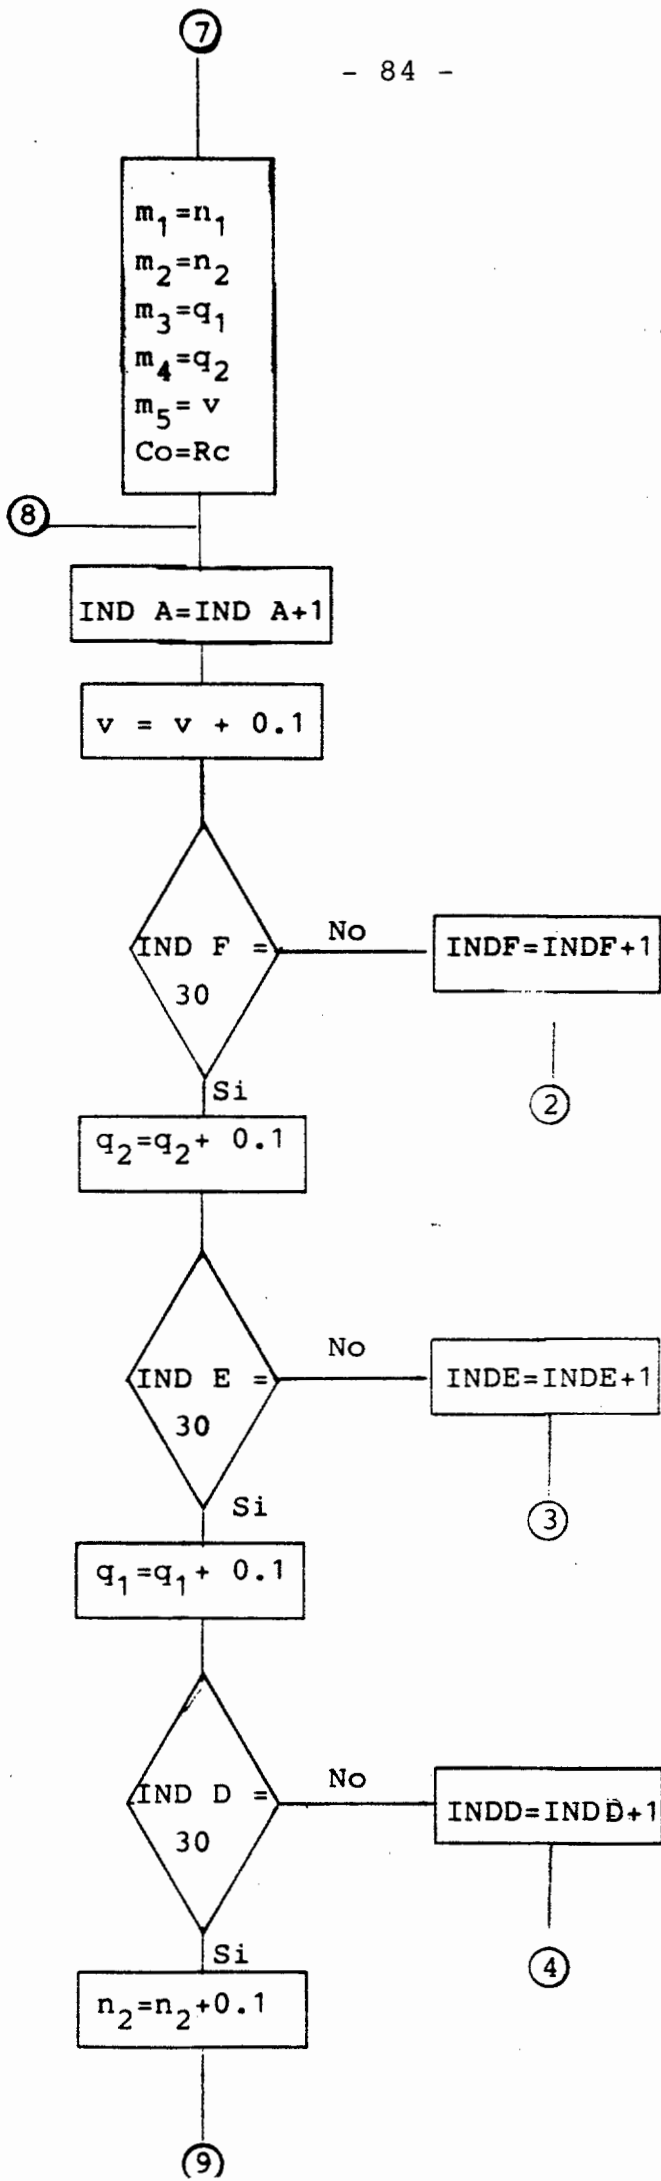 7
- 84 -
m₁=n₁
m₂=n₂
m₃=q₁
m₄=q₂
m₅= v
Co=Rc
8
IND A=IND A+1
v = v + 0.1
IND F =
30
No
INDF=INDF+1
2
Si
q₂=q₂+ 0.1
IND E =
30
No
INDE=INDE+1
3
Si
q₁=q₁+ 0.1
IND D =
30
No
INDD=INDD+1
4
Si
n₂=n₂+0.1
9